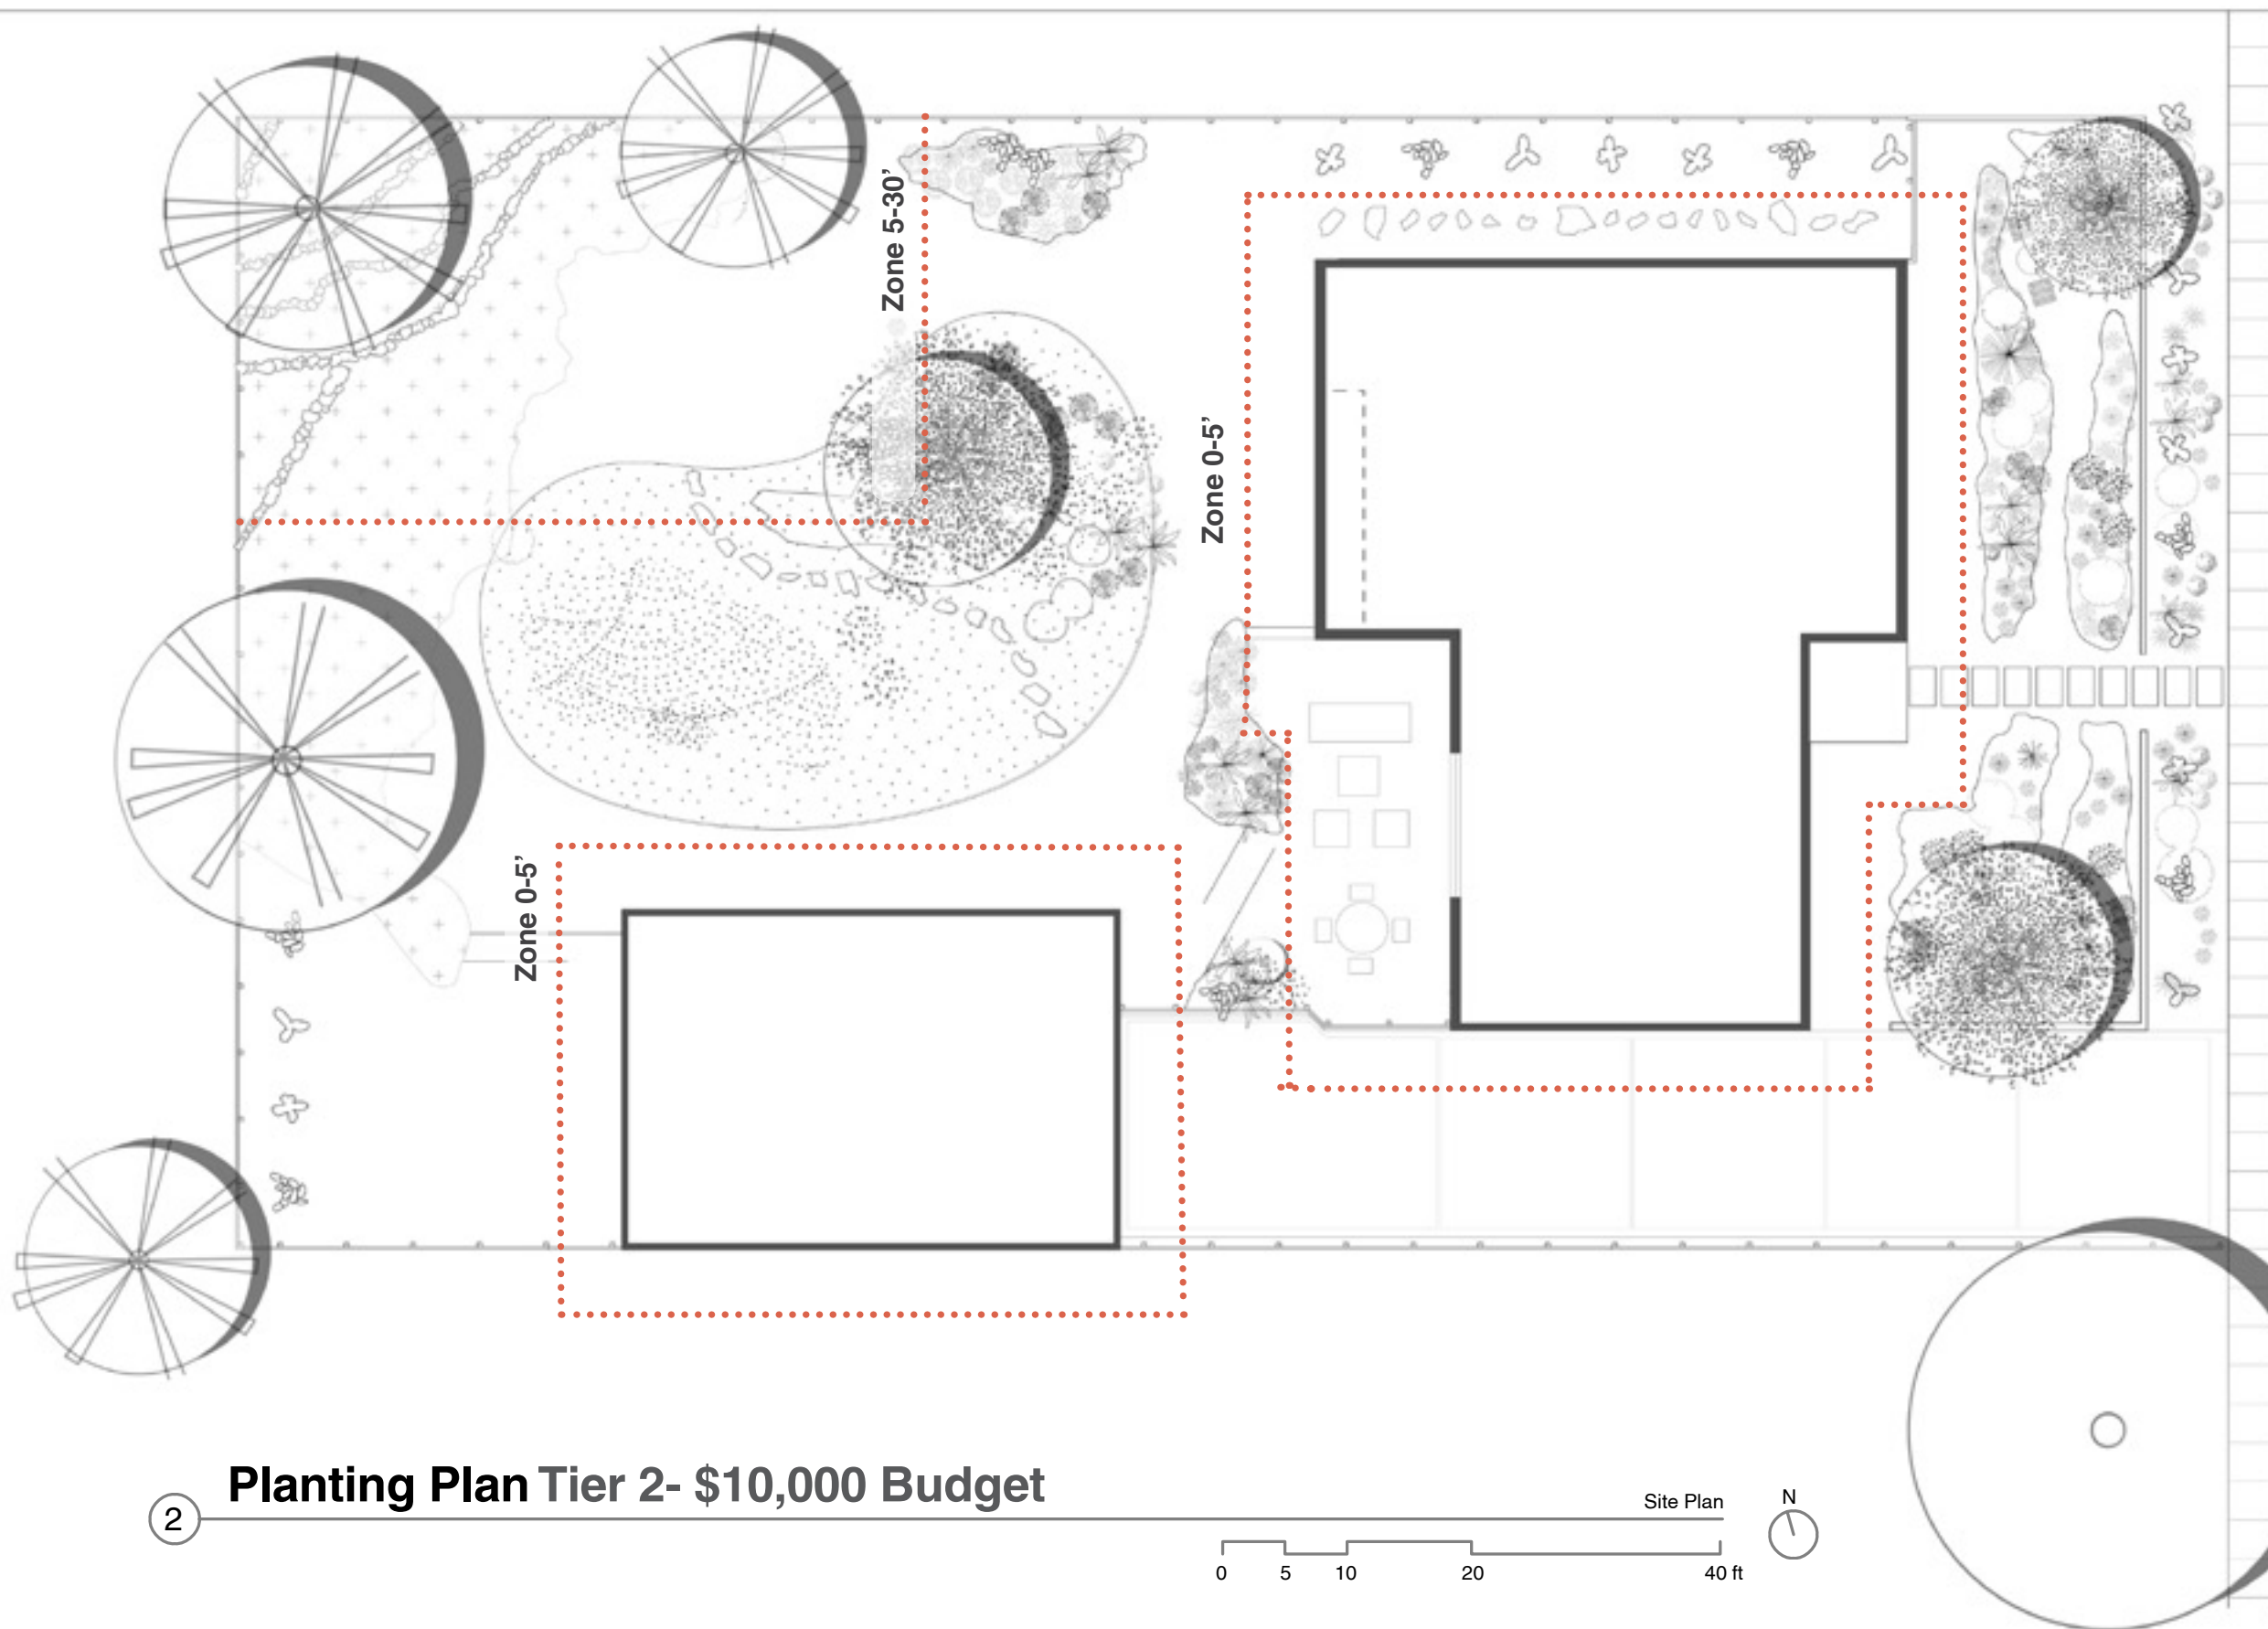 Zone 5-30’
Zone 0-5’
Zone 0-5’
2
Planting Plan Tier 2- $10,000 Budget
Site Plan
N
0 5 10 20 40 ft